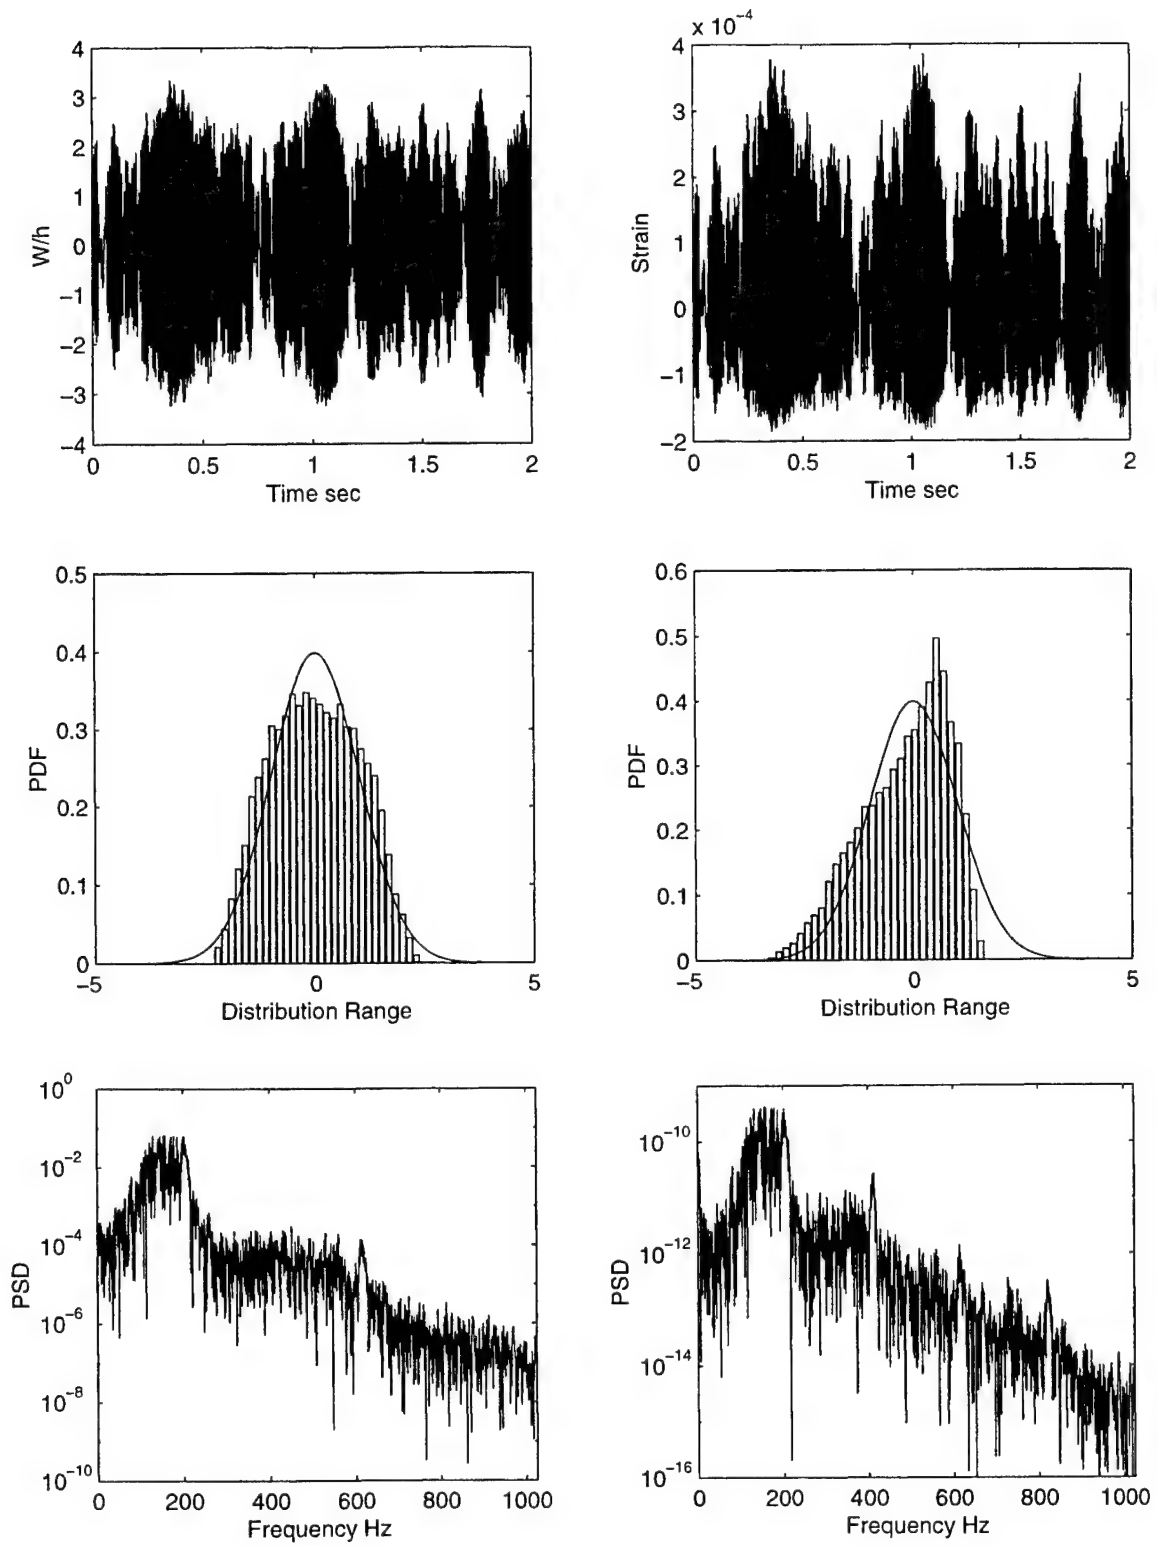 4
3
2
1
0
−1
−2
−3
−4
W/h
0 0.5 1 1.5 2
Time sec
x 10^−4
4
3
2
1
0
−1
−2
Strain
0 0.5 1 1.5 2
Time sec
0.5
0.4
0.3
0.2
0.1
0
PDF
−5 0 5
Distribution Range
0.6
0.5
0.4
0.3
0.2
0.1
0
PDF
−5 0 5
Distribution Range
10^0
10^−2
10^−4
10^−6
10^−8
10^−10
PSD
0 200 400 600 800 1000
Frequency Hz
10^−10
10^−12
10^−14
10^−16
PSD
0 200 400 600 800 1000
Frequency Hz